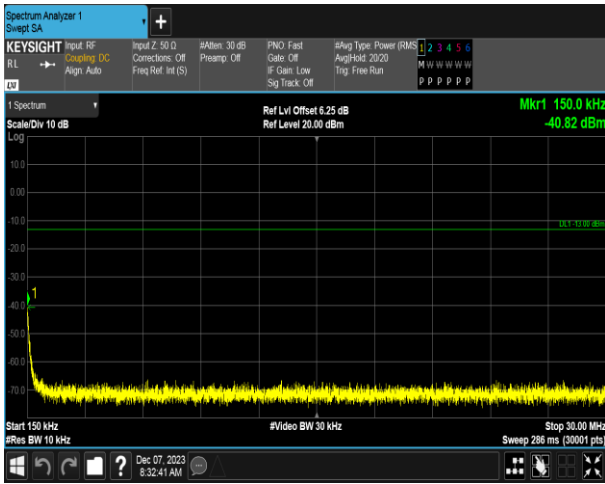 Spectrum Analyzer 1
Swept SA
KEYSIGHT
RL
LXI
Input: RF
Coupling: DC
Align: Auto
Input Z: 50 Ω
Corrections: Off
Freq Ref: Int (S)
#Atten: 30 dB
Preamp: Off
PNO: Fast
Gate: Off
IF Gain: Low
Sig Track: Off
#Avg Type: Power (RMS
Avg|Hold: 20/20
Trig: Free Run
1 2 3 4 5 6
M W W W W W
P P P P P P
1 Spectrum
Scale/Div 10 dB
Ref Lvl Offset 6.25 dB
Ref Level 20.00 dBm
Mkr1 150.0 kHz
-40.82 dBm
Log
10.0
0.00
-10.0
DL1 -13.00 dBm
-20.0
-30.0
1
-40.0
-50.0
-60.0
-70.0
Start 150 kHz
#Res BW 10 kHz
#Video BW 30 kHz
Stop 30.00 MHz
Sweep 286 ms (30001 pts)
?
Dec 07, 2023
8:32:41 AM